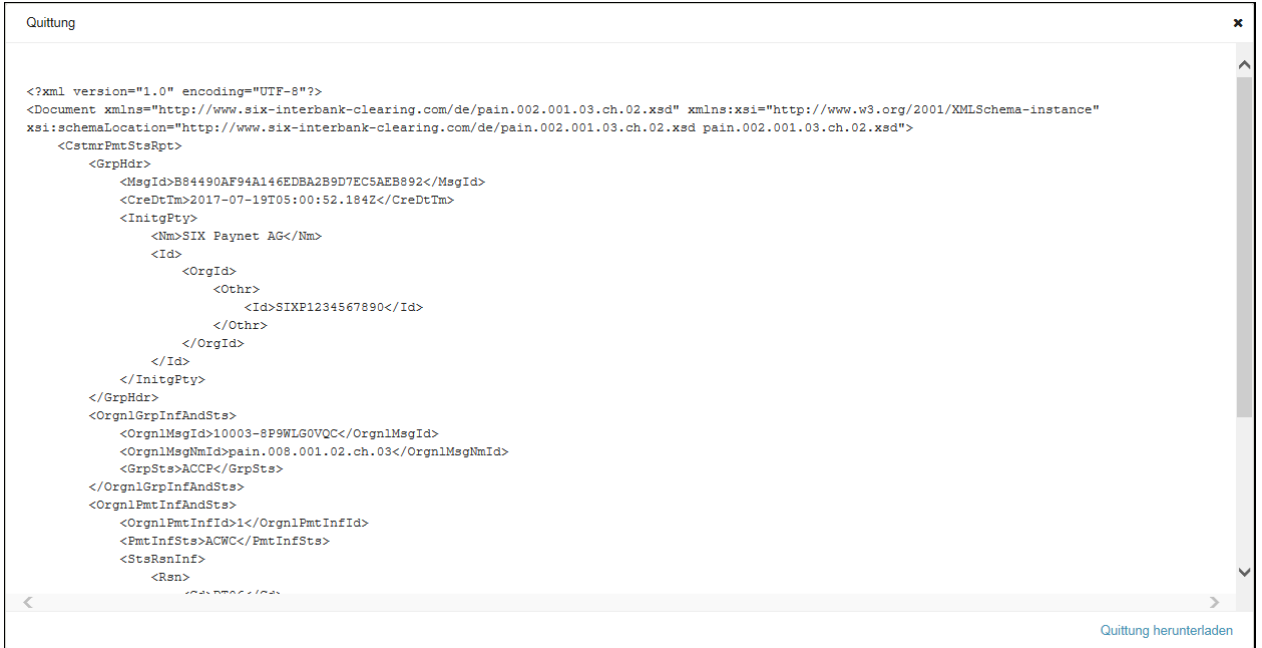 Quittung
<?xml version="1.0" encoding="UTF-8"?>
<Document xmlns="http://www.six-interbank-clearing.com/de/pain.002.001.03.ch.02.xsd" xmlns:xsi="http://www.w3.org/2001/XMLSchema-instance"
xsi:schemaLocation="http://www.six-interbank-clearing.com/de/pain.002.001.03.ch.02.xsd pain.002.001.03.ch.02.xsd">
<CstmrPmtStsRpt>
<GrpHdr>
<MsgId>B84490AF94A146EDBA2B9D7EC5AEB892</MsgId>
<CreDtTm>2017-07-19T05:00:52.184Z</CreDtTm>
<InitgPty>
<Nm>SIX Paynet AG</Nm>
<Id>
<OrgId>
<Othr>
<Id>SIXP1234567890</Id>
</Othr>
</OrgId>
</Id>
</InitgPty>
</GrpHdr>
<OrgnlGrpInfAndSts>
<OrgnlMsgId>10003-8P9WLG0VQC</OrgnlMsgId>
<OrgnlMsgNmId>pain.008.001.02.ch.03</OrgnlMsgNmId>
<GrpSts>ACCP</GrpSts>
</OrgnlGrpInfAndSts>
<OrgnlPmtInfAndSts>
<OrgnlPmtInfId>1</OrgnlPmtInfId>
<PmtInfSts>ACWC</PmtInfSts>
<StsRsnInf>
<Rsn>
Quittung herunterladen